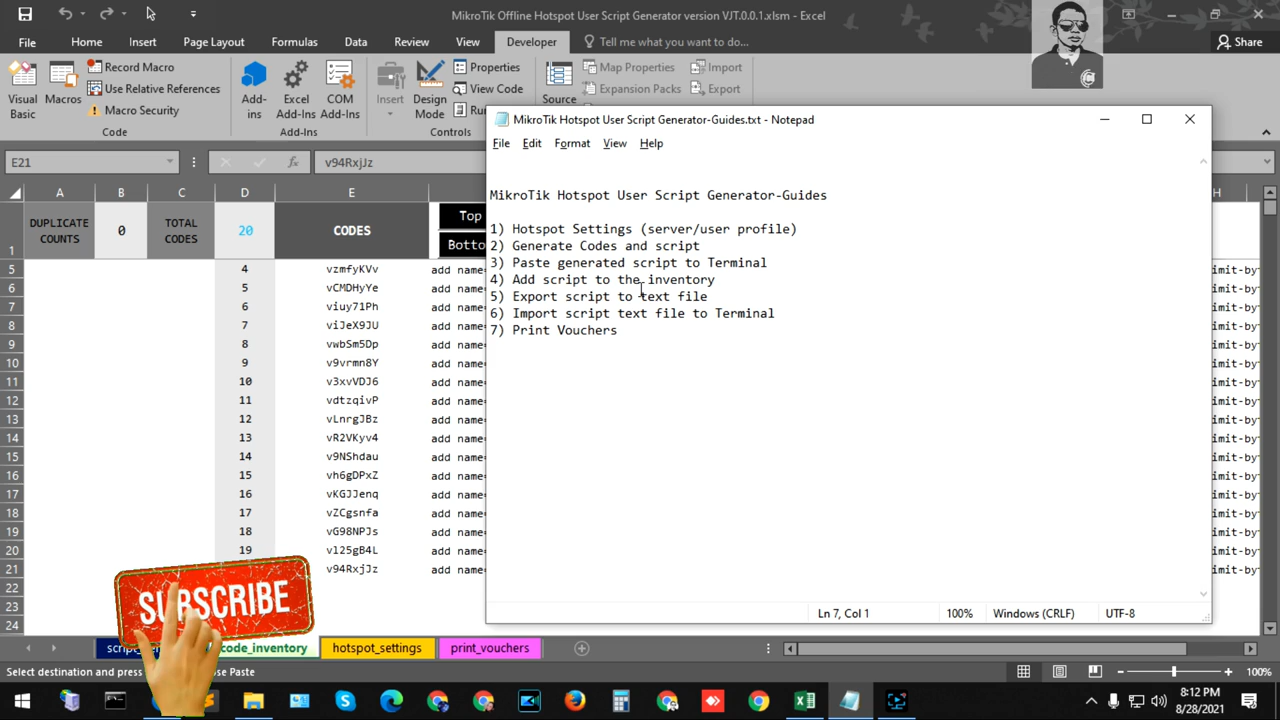 MikroTik Offline Hotspot User Script Generator version VJT.0.0.1.xlsm - Excel
File Home Insert Page Layout Formulas Data Review View Developer Tell me what you want to do... Share
Visual Basic
Macros
Record Macro
Use Relative References
Macro Security
Code
Add-ins
Excel Add-Ins
COM Add-Ins
Add-Ins
Insert
Design Mode
Properties
View Code
Controls
Source
Map Properties
Expansion Packs
Import
Export
E21 fx v94RxjJz
A B C D E H
1 DUPLICATE COUNTS 0 TOTAL CODES 20 CODES Top
5 4 vzmfyKVv add name=
6 5 vCMDHyYe add name=
7 6 viuy71Ph add name=
8 7 viJeX9JU add name=
9 8 vwbSm5Dp add name=
10 9 v9vrmn8Y add name=
11 10 v3xvVDJ6 add name=
12 11 vdtzqivP add name=
13 12 vLnrgJBz add name=
14 13 vR2VKyv4 add name=
15 14 v9NShdau add name=
16 15 vh6gDPxZ add name=
17 16 vKGJJenq add name=
18 17 vZCgsnfa add name=
19 18 vG98NPJs add name=
20 19 vl25gB4L add name=
21 v94RxjJz add name=
22
23
24
MikroTik Hotspot User Script Generator-Guides.txt - Notepad
File Edit Format View Help
MikroTik Hotspot User Script Generator-Guides
1) Hotspot Settings (server/user profile)
2) Generate Codes and script
3) Paste generated script to Terminal
4) Add script to the inventory
5) Export script to text file
6) Import script text file to Terminal
7) Print Vouchers
Ln 7, Col 1 100% Windows (CRLF) UTF-8
SUBSCRIBE
code_inventory hotspot_settings print_vouchers
Select destination and press 100%
8:12 PM
8/28/2021